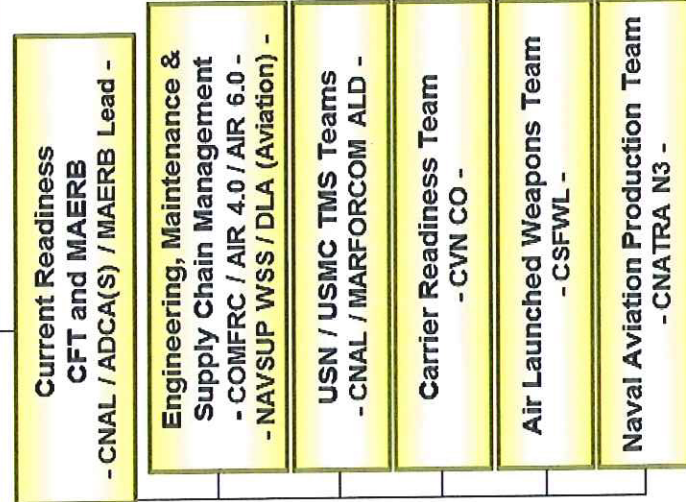 Current Readiness
CFT and MAERB
- CNAL / ADCA(S) / MAERB Lead -
Engineering, Maintenance &
Supply Chain Management
- COMFRC / AIR 4.0 / AIR 6.0 -
- NAVSUP WSS / DLA (Aviation) -
USN / USMC TMS Teams
- CNAL / MARFORCOM ALD -
Carrier Readiness Team
- CVN CO -
Air Launched Weapons Team
- CSFWL -
Naval Aviation Production Team
- CNATRA N3 -